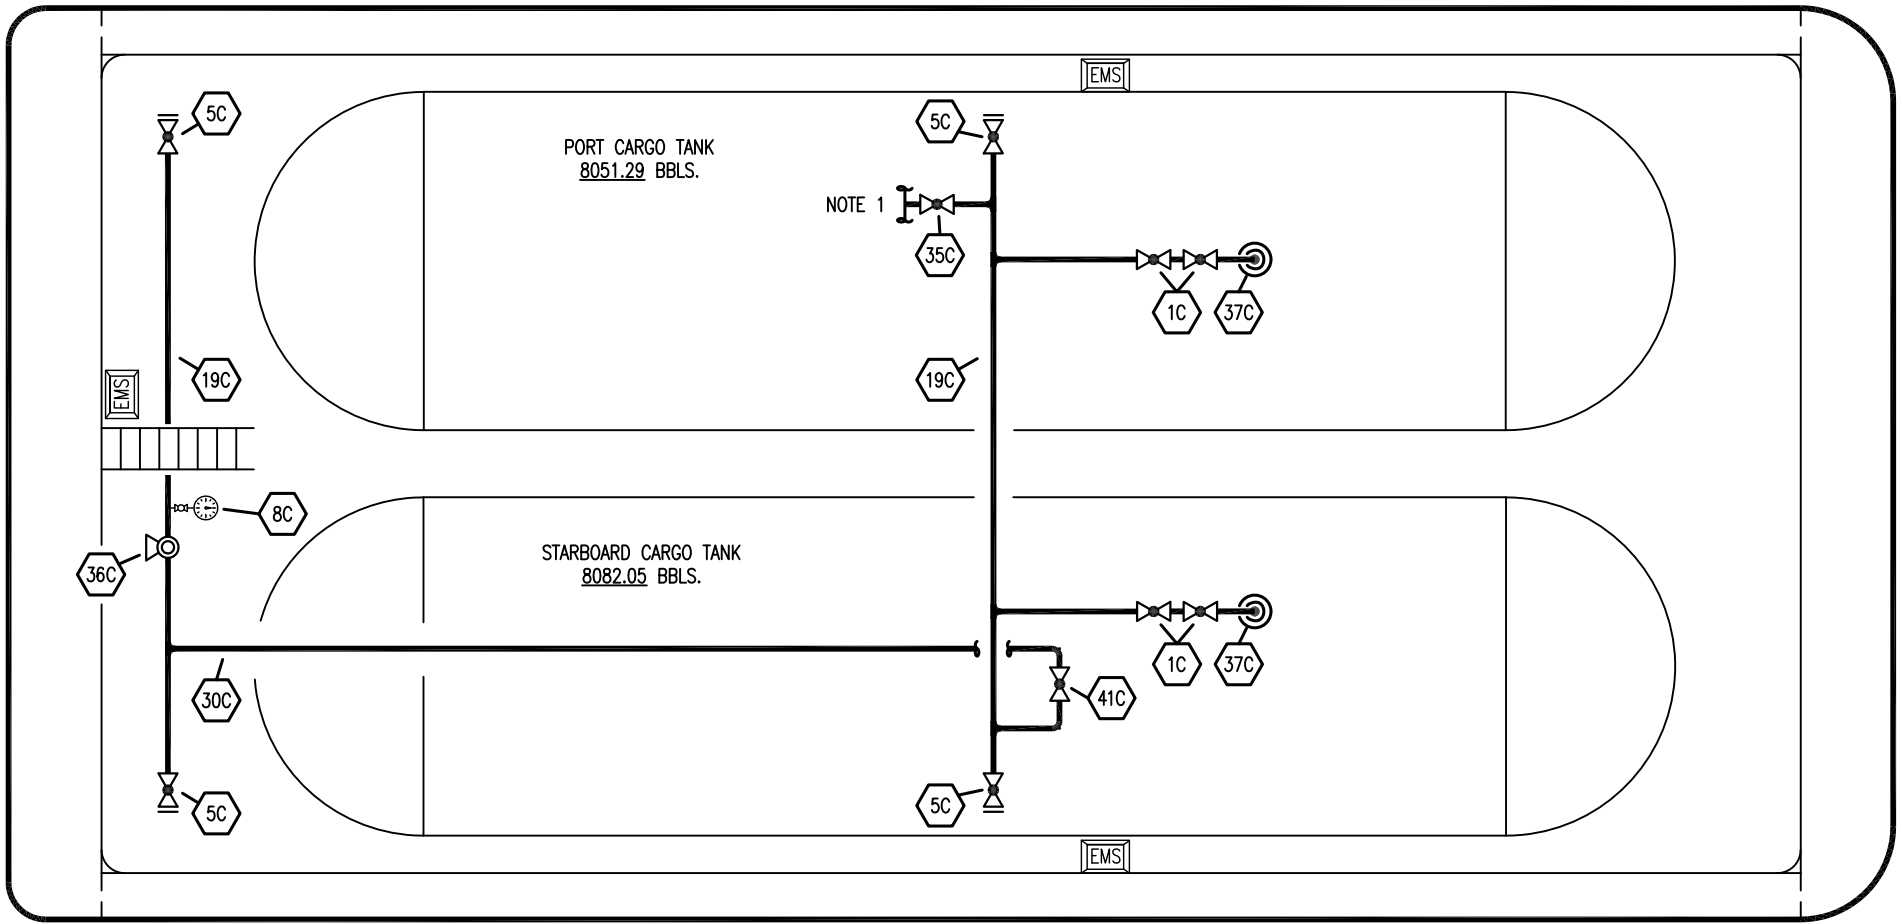 EMS
5C
5C
PORT CARGO TANK
8051.29 BBLS.
NOTE 1
35C
1C
37C
19C
19C
EMS
8C
36C
STARBOARD CARGO TANK
8082.05 BBLS.
1C
37C
30C
41C
5C
5C
EMS